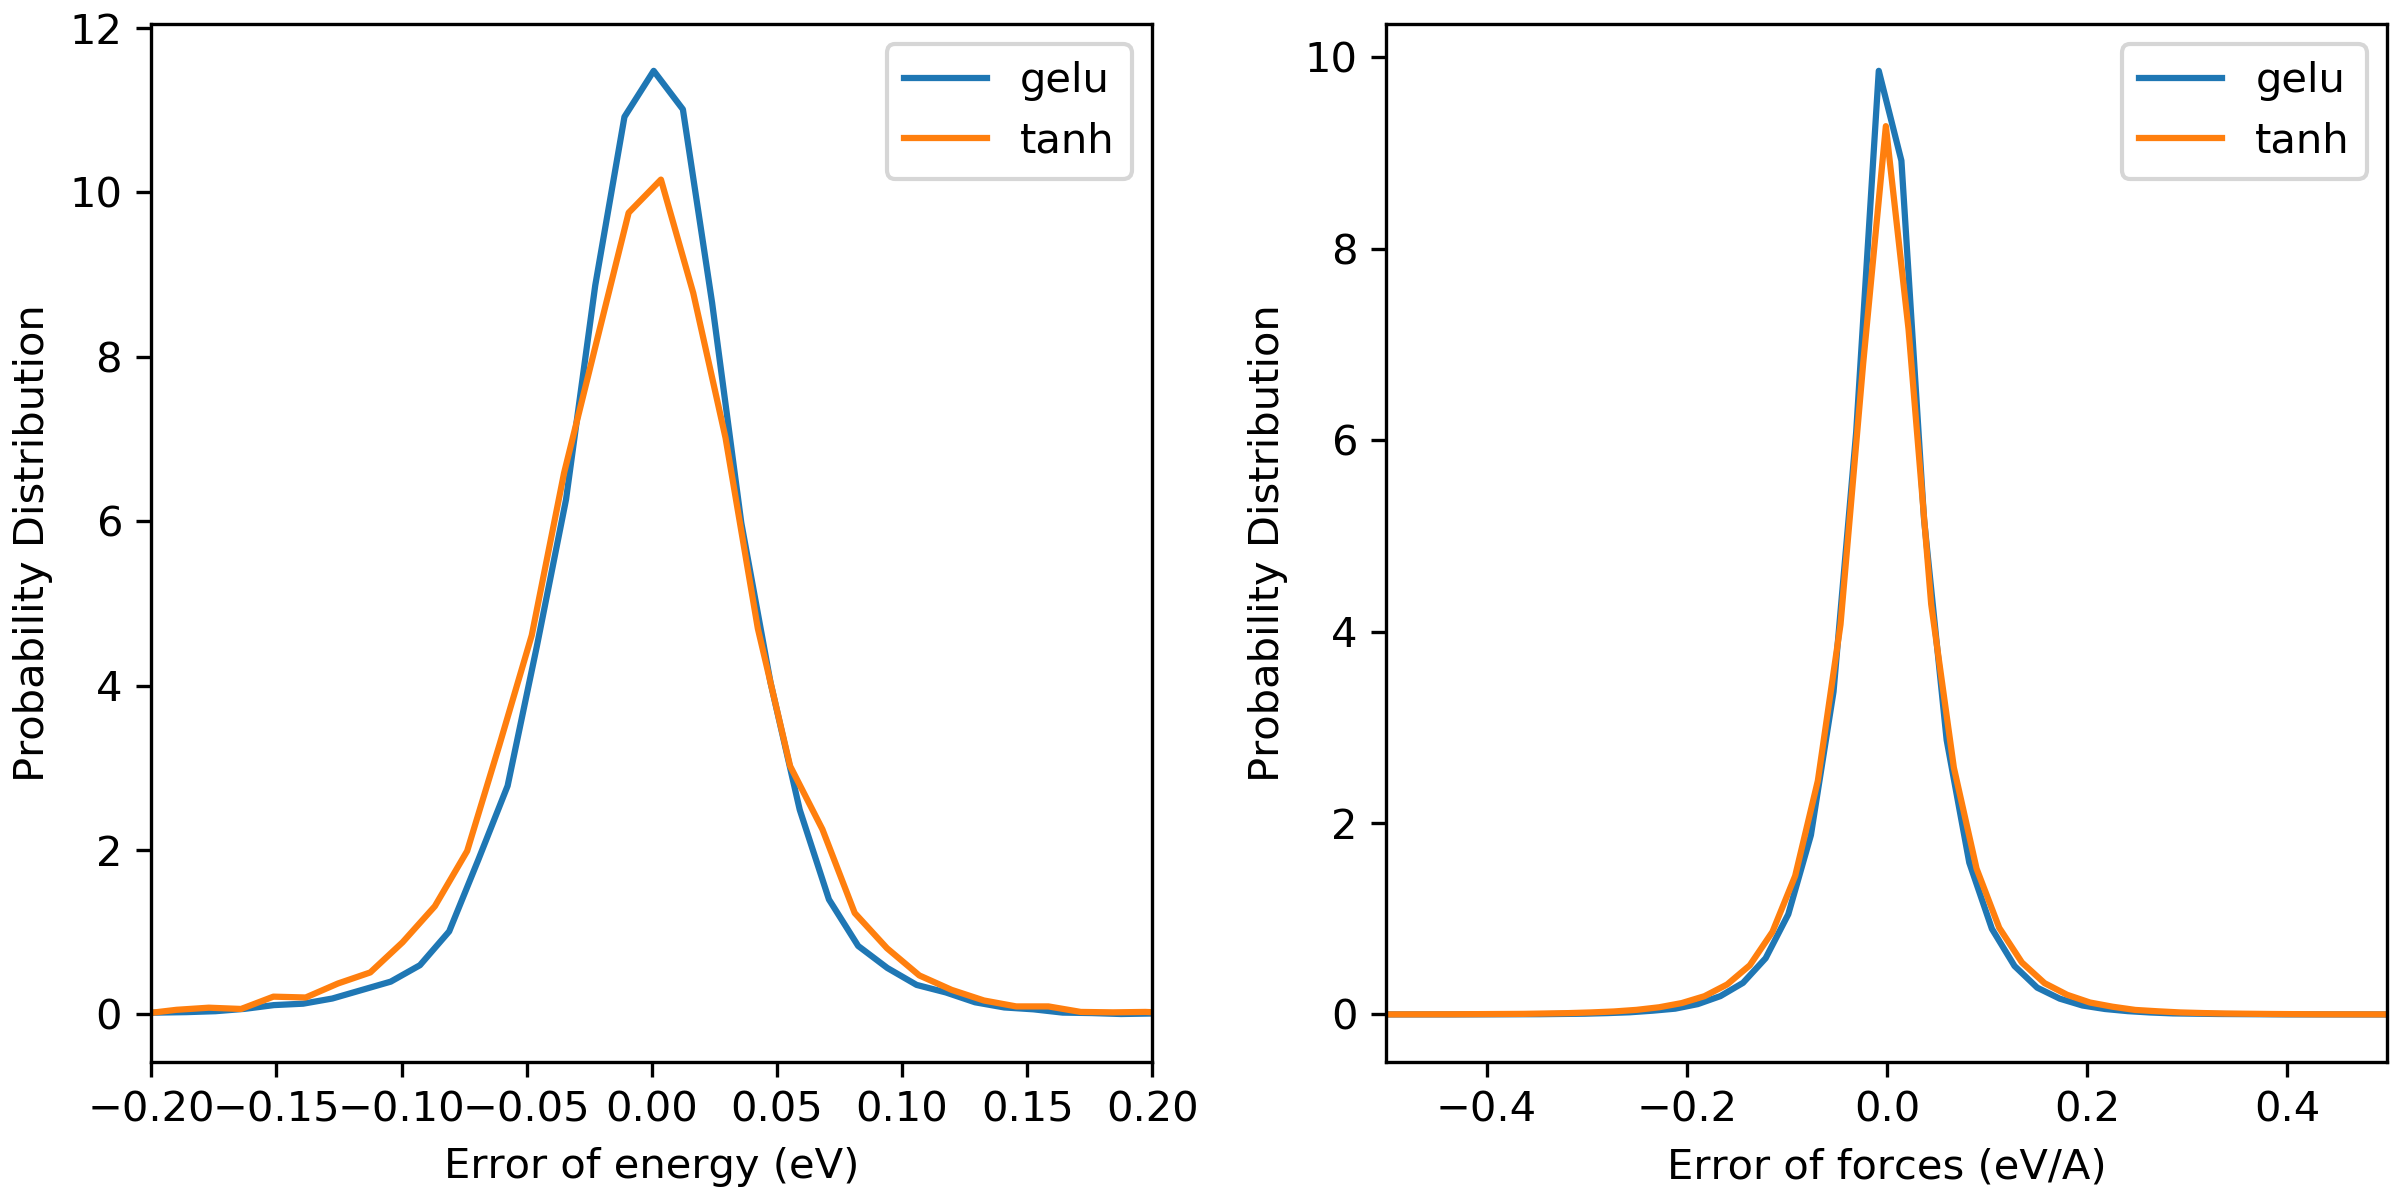 12
10
8
6
4
2
0
Probability Distribution
gelu
tanh
−0.20 −0.15 −0.10 −0.05 0.00 0.05 0.10 0.15 0.20
Error of energy (eV)
10
8
6
4
2
0
Probability Distribution
gelu
tanh
−0.4 −0.2 0.0 0.2 0.4
Error of forces (eV/A)